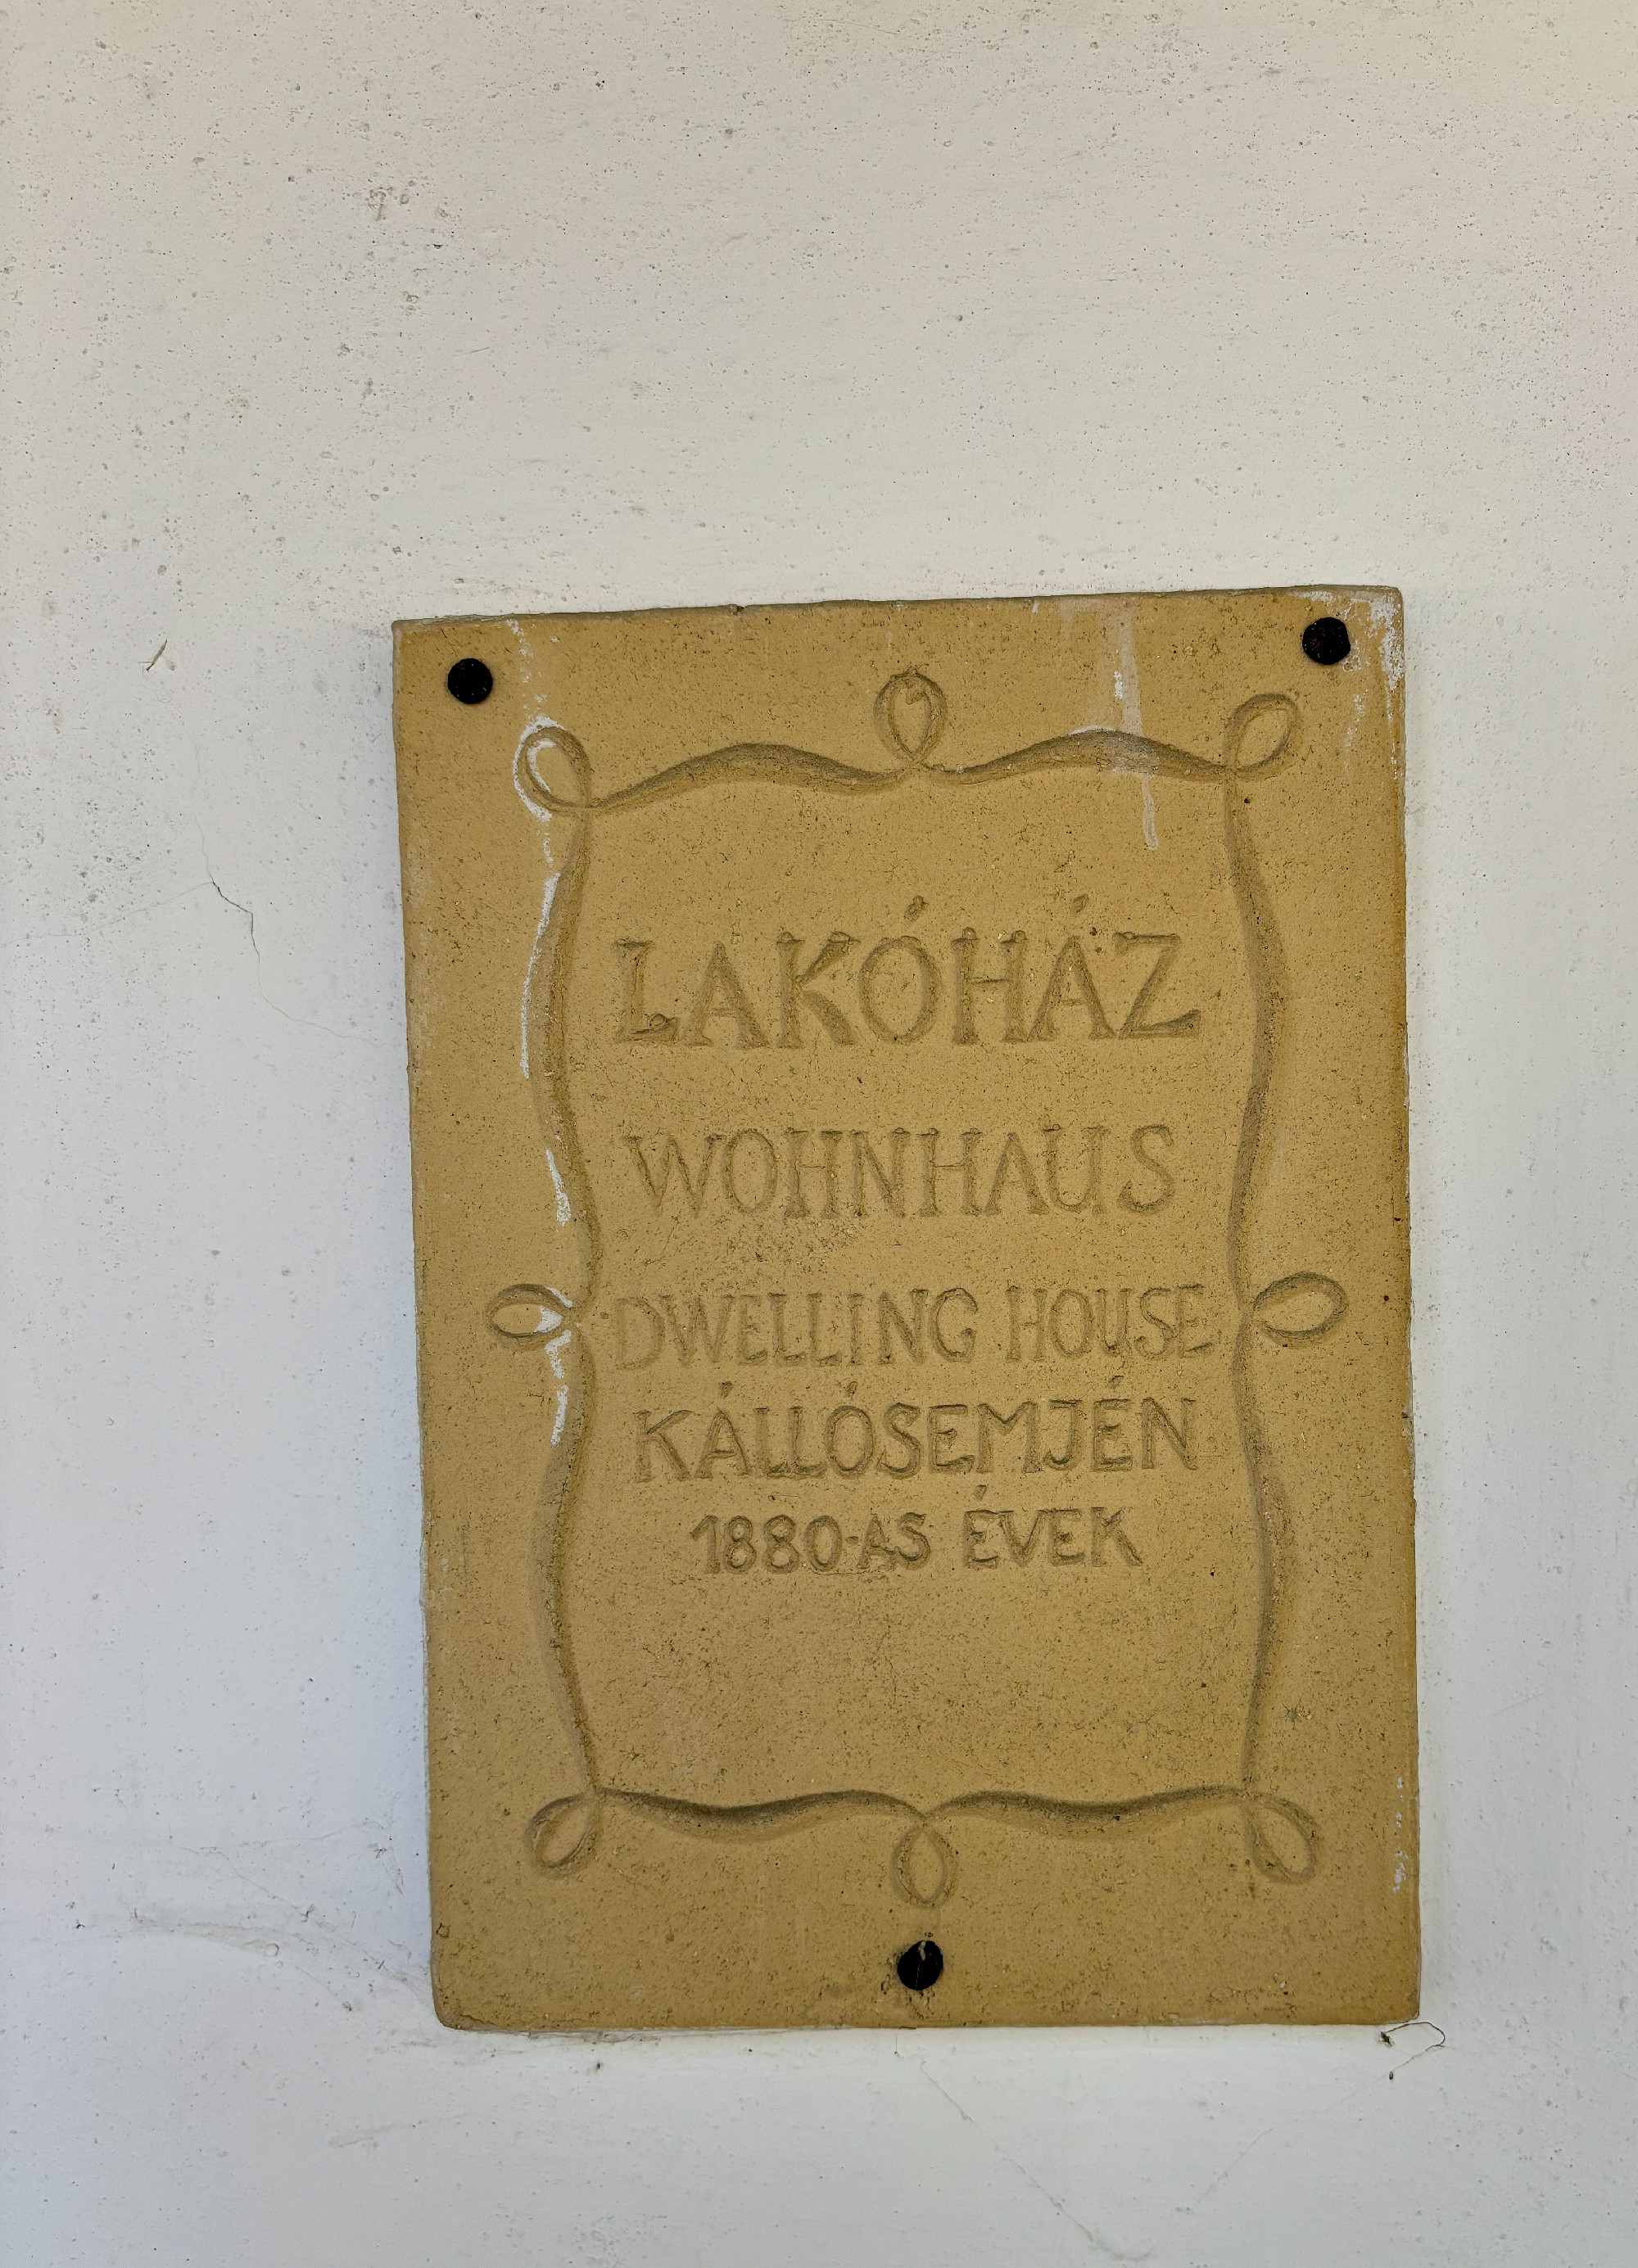 LAKÓHÁZ
WOHNHAUS
DWELLING HOUSE
KÁLLÓSEMJÉN
1880-AS ÉVEK